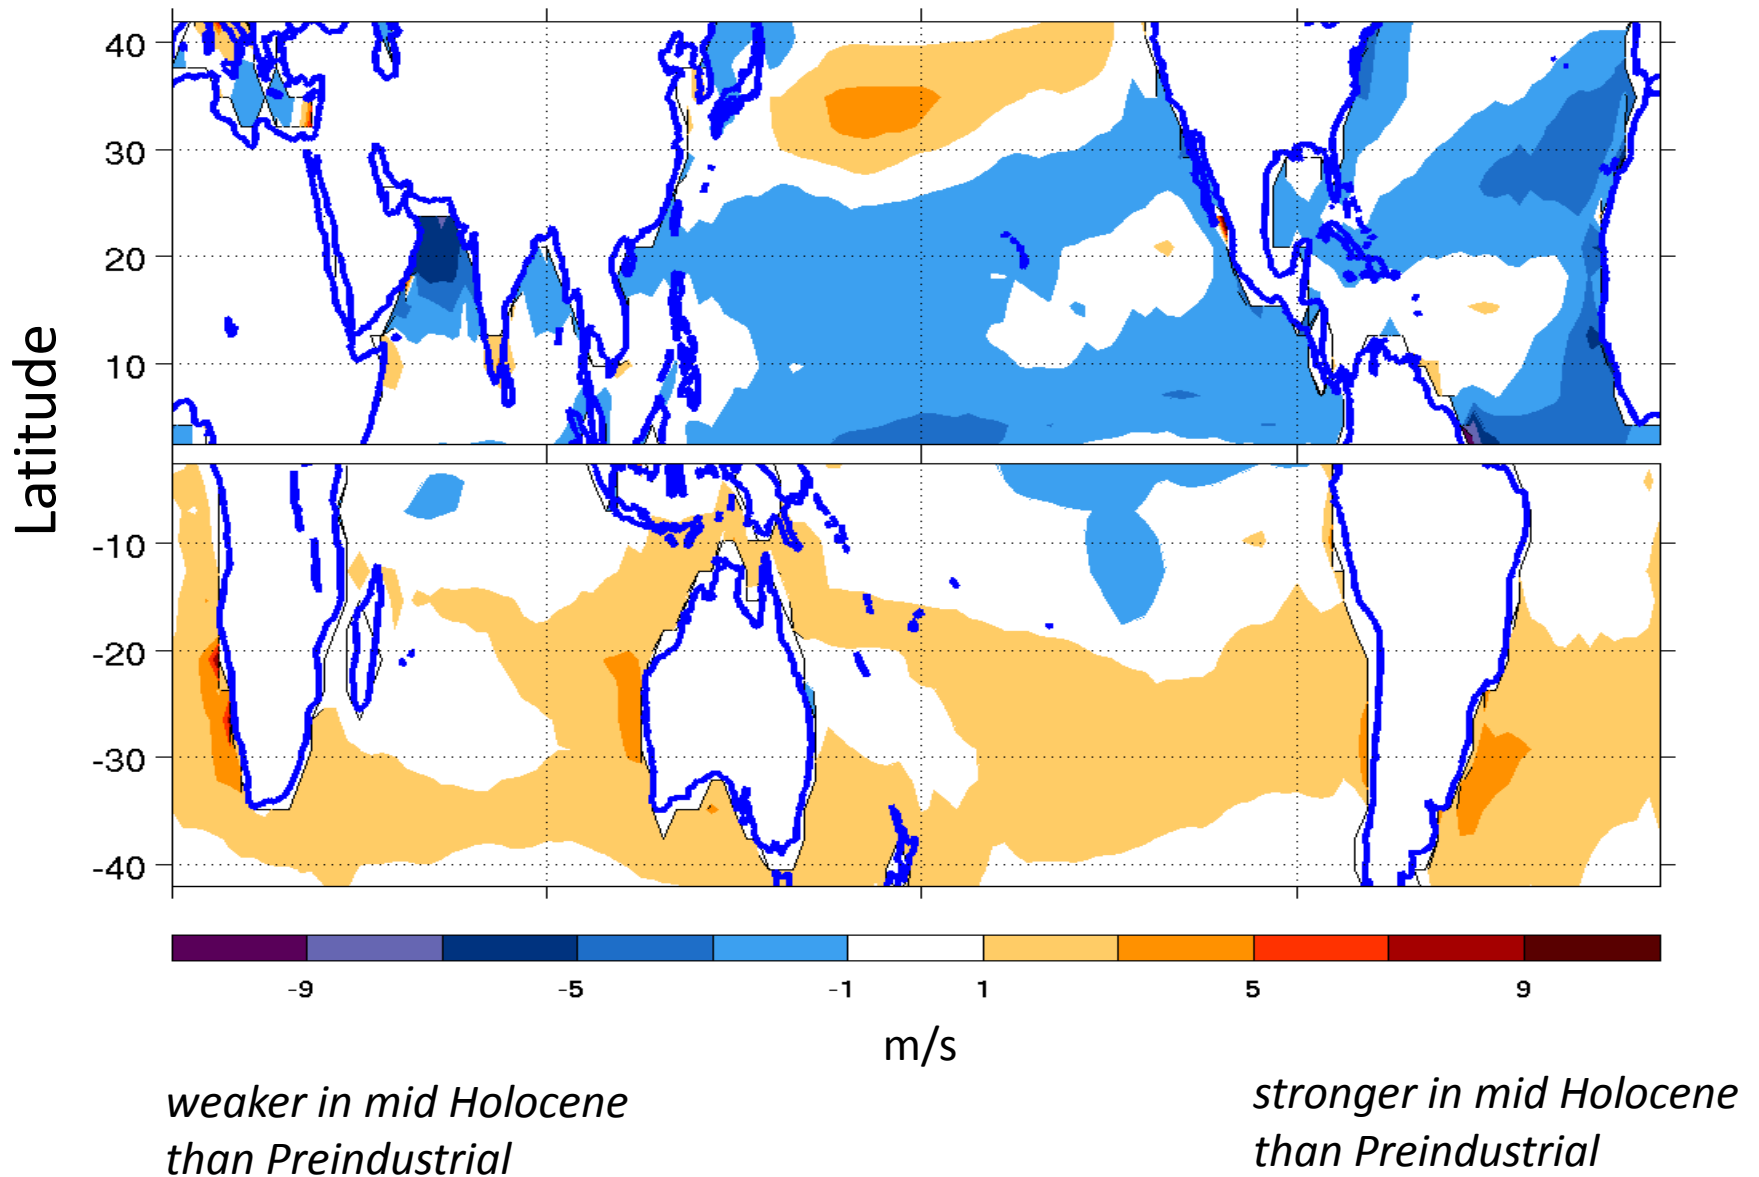 40
30
20
10
Latitude
-10
-20
-30
-40
-9 -5 -1 1 5 9
m/s
weaker in mid Holocene
than Preindustrial
stronger in mid Holocene
than Preindustrial